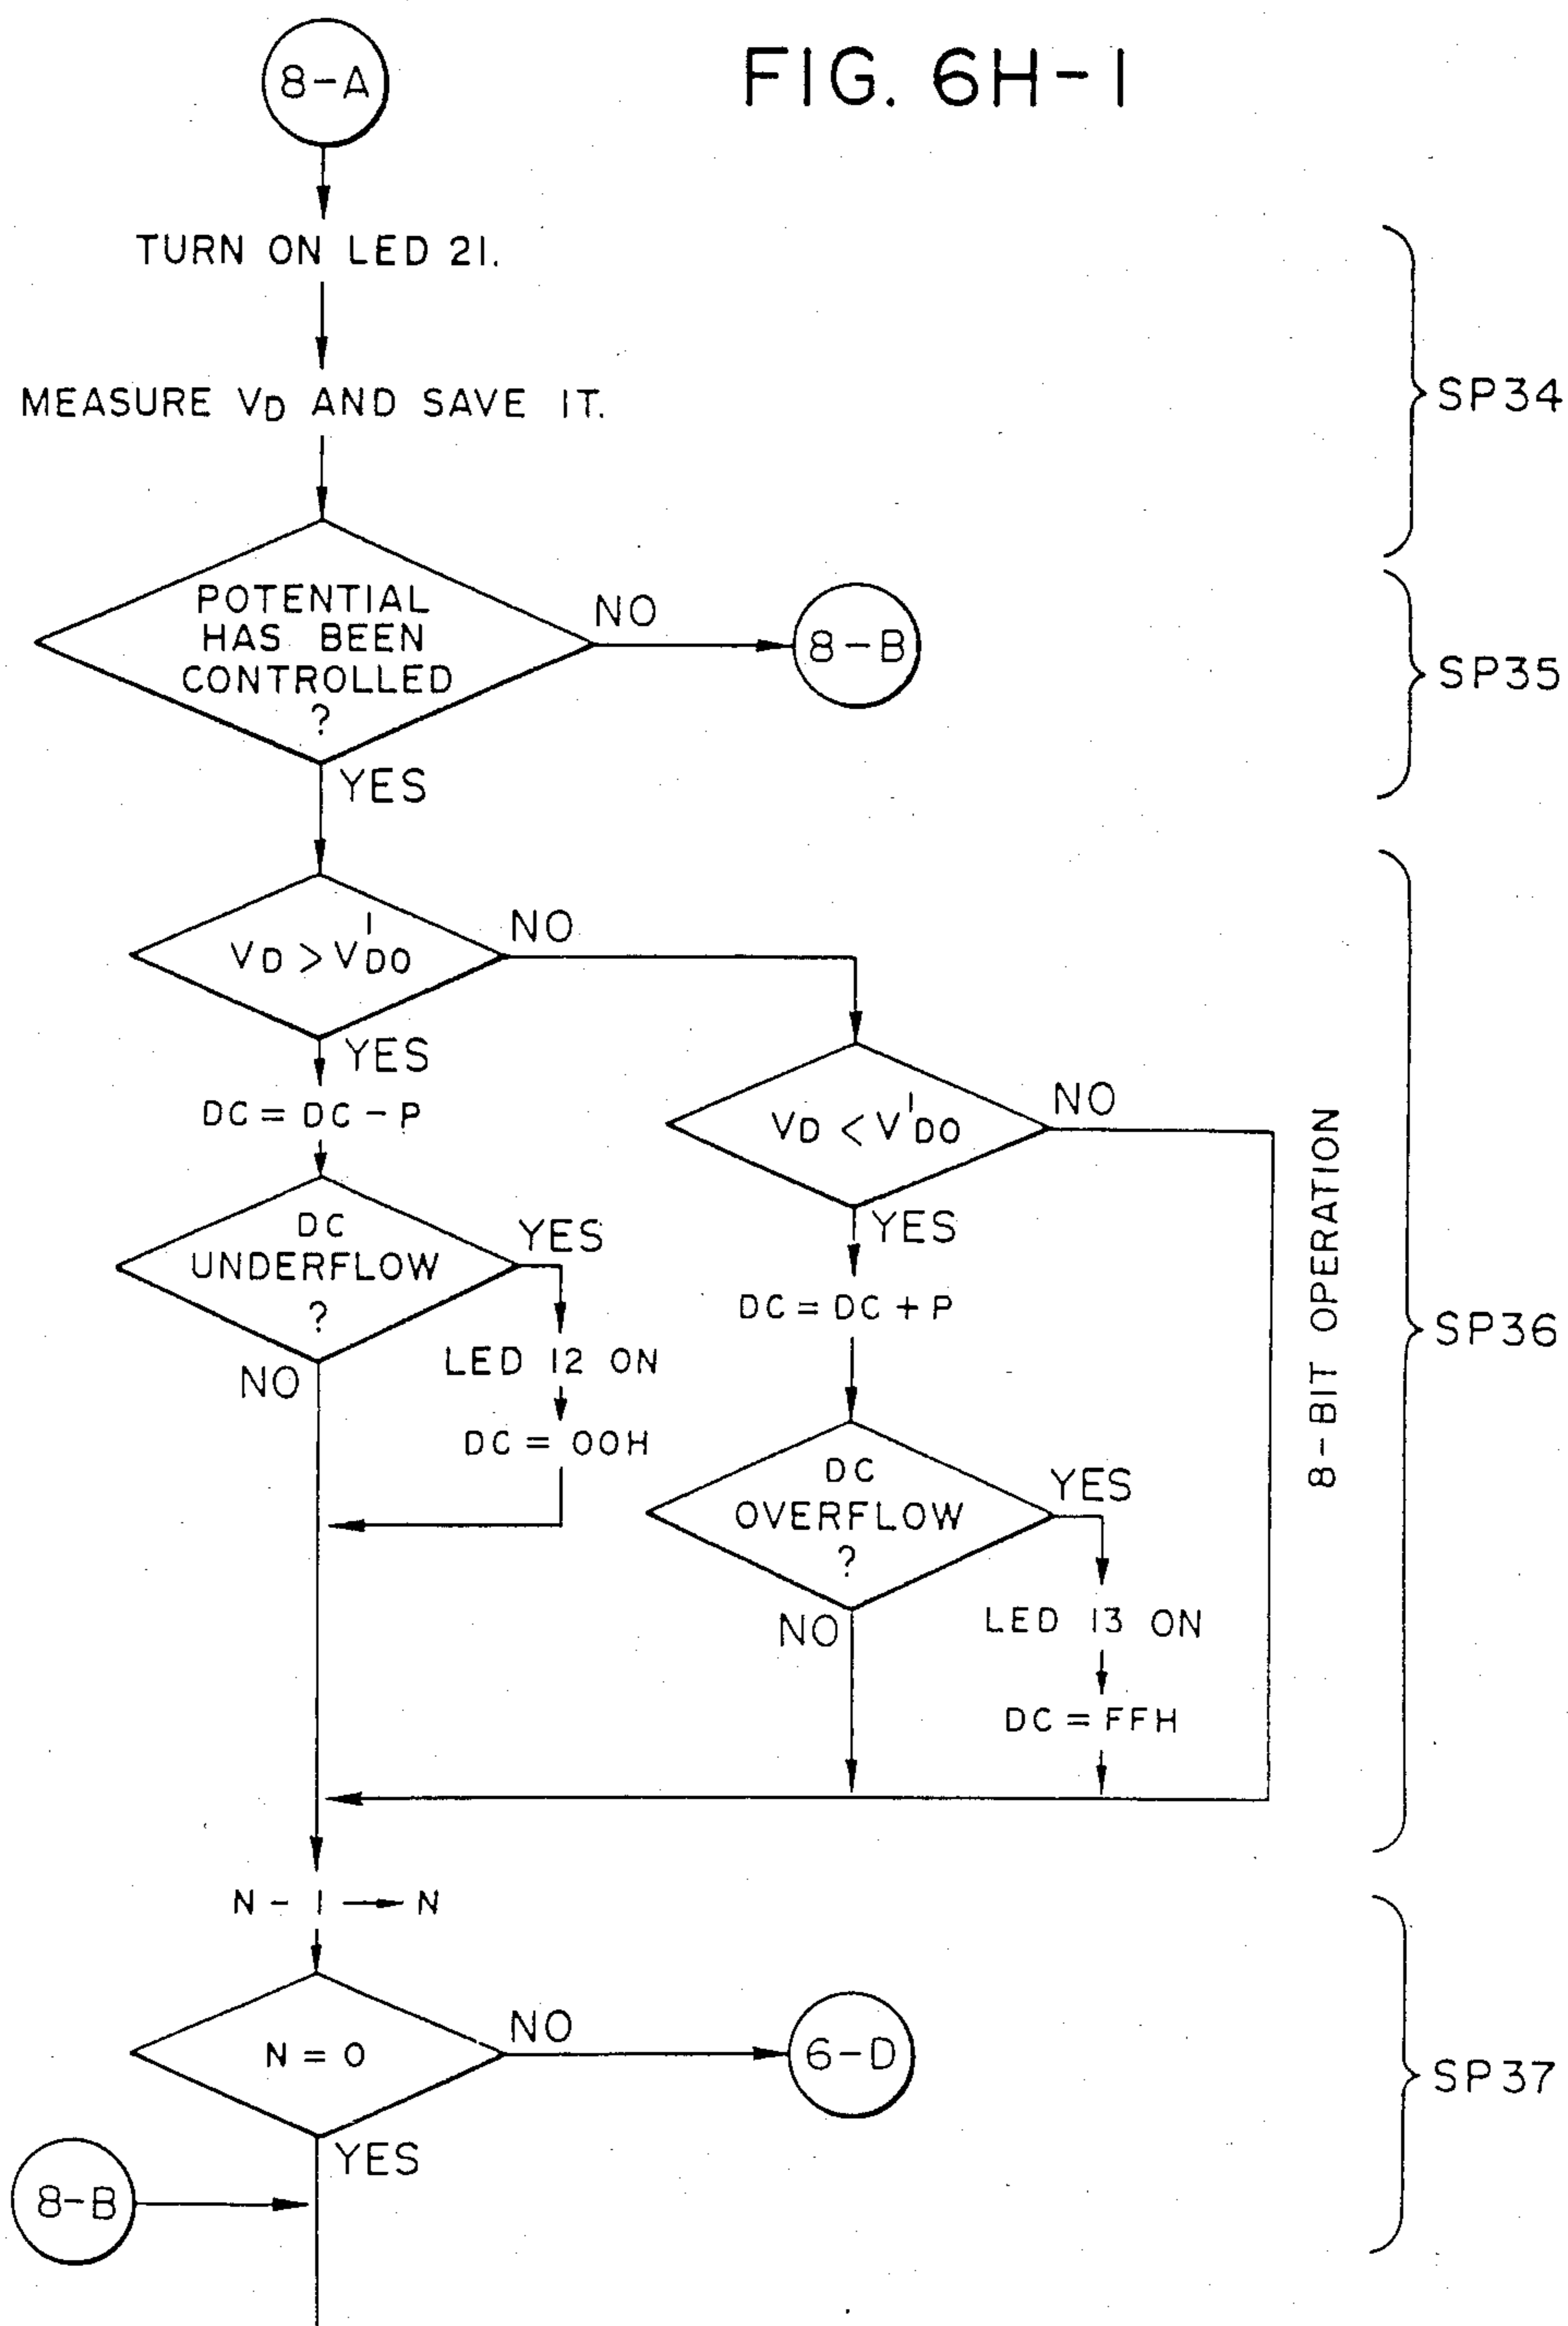 FIG. 6H-1
8-A
TURN ON LED 21.
MEASURE VD AND SAVE IT.
SP34
POTENTIAL
HAS BEEN
CONTROLLED
?
NO
8-B
YES
SP35
VD > V'DO
NO
YES
DC = DC - P
VD < V'DO
NO
YES
DC
UNDERFLOW
?
YES
NO
LED 12 ON
DC = 00H
DC = DC + P
DC
OVERFLOW
?
YES
NO
LED 13 ON
DC = FFH
8-BIT OPERATION
SP36
N - 1 → N
N = 0
NO
6-D
YES
8-B
SP37